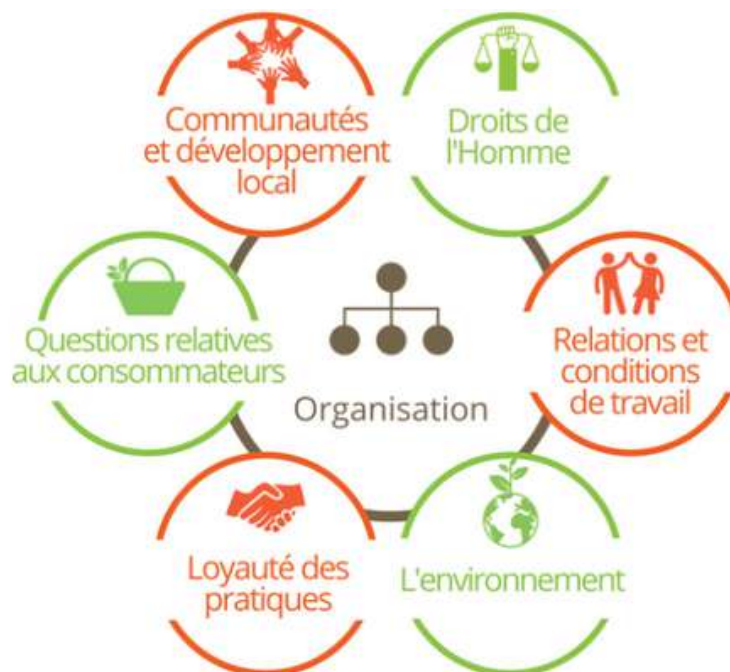 Communautés
et développement
local
Droits de
l'Homme
Questions relatives
aux consommateurs
Organisation
Relations et
conditions
de travail
Loyauté des
pratiques
L'environnement